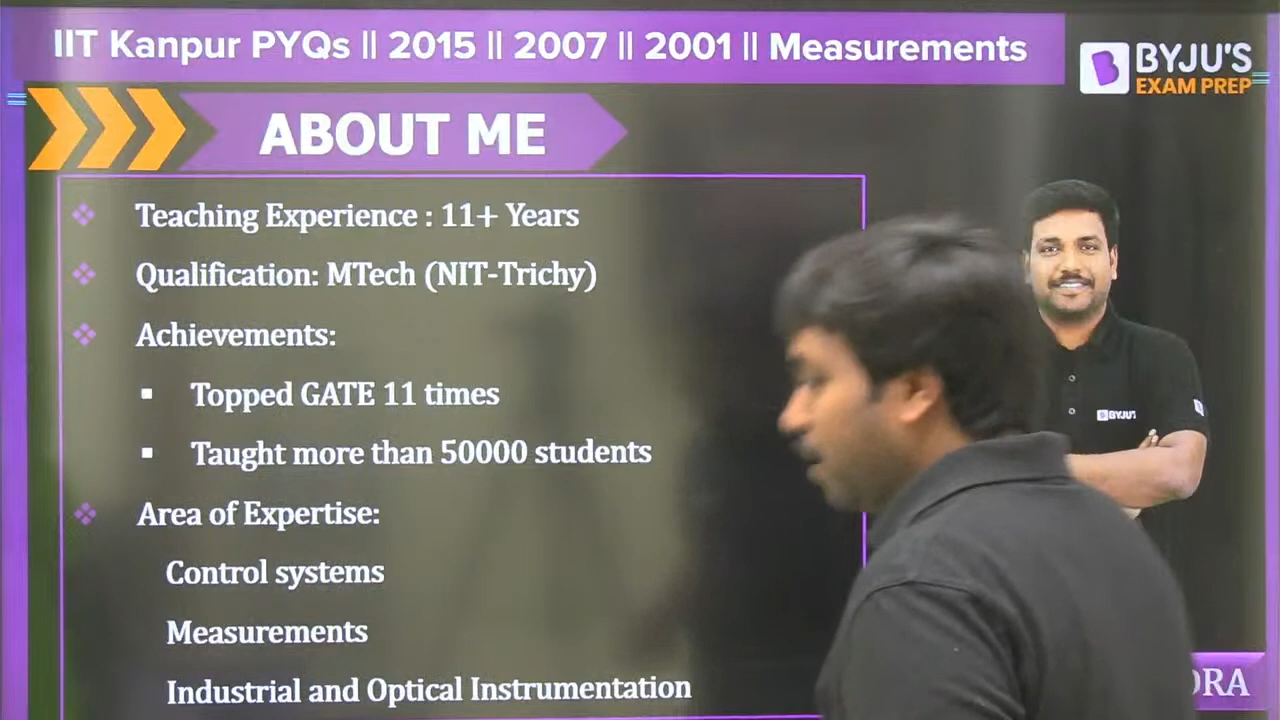 IIT Kanpur PYQs || 2015 || 2007 || 2001 || Measurements
BYJU'S
EXAM PREP
ABOUT ME
Teaching Experience : 11+ Years
Qualification: MTech (NIT-Trichy)
Achievements:
Topped GATE 11 times
Taught more than 50000 students
BYJU'S
Area of Expertise:
Control systems
Measurements
Industrial and Optical Instrumentation